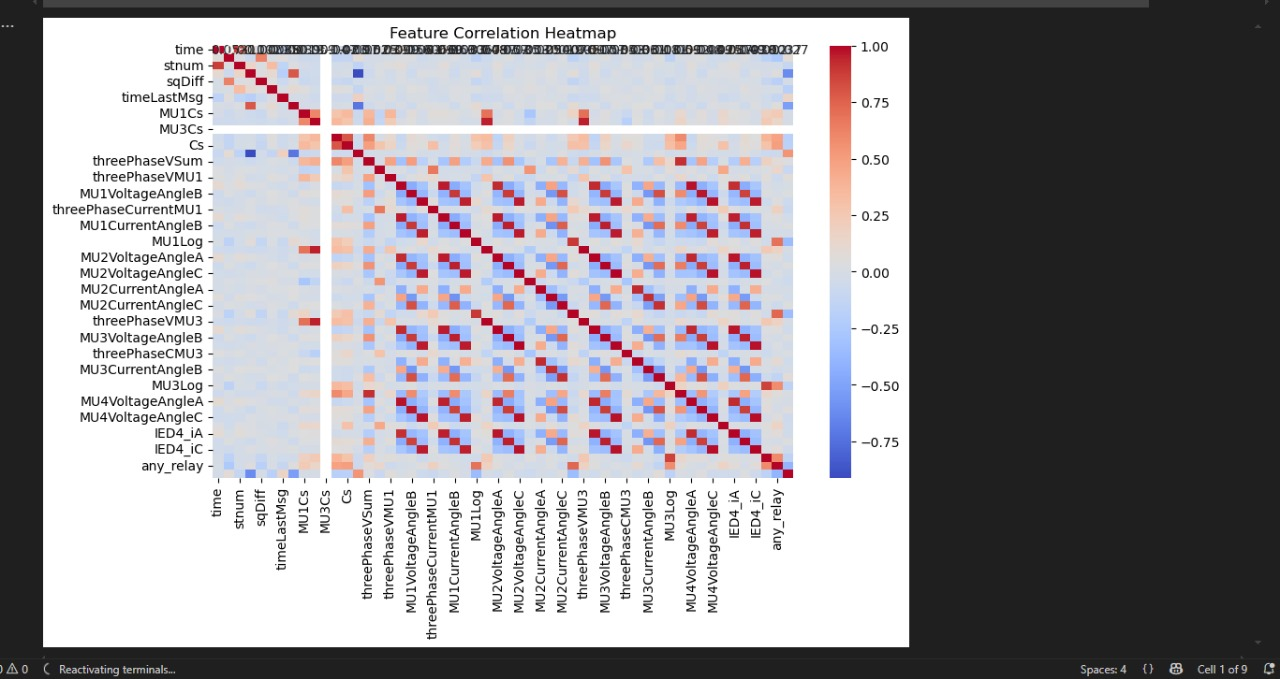 Feature Correlation Heatmap
time
stnum
sqDiff
timeLastMsg
MU1Cs
MU3Cs
Cs
threePhaseVSum
threePhaseVMU1
MU1VoltageAngleB
threePhaseCurrentMU1
MU1CurrentAngleB
MU1Log
MU2VoltageAngleA
MU2VoltageAngleC
MU2CurrentAngleA
MU2CurrentAngleC
threePhaseVMU3
MU3VoltageAngleB
threePhaseCMU3
MU3CurrentAngleB
MU3Log
MU4VoltageAngleA
MU4VoltageAngleC
IED4_iA
IED4_iC
any_relay
time
stnum
sqDiff
timeLastMsg
MU1Cs
MU3Cs
Cs
threePhaseVSum
threePhaseVMU1
MU1VoltageAngleB
threePhaseCurrentMU1
MU1CurrentAngleB
MU1Log
MU2VoltageAngleA
MU2VoltageAngleC
MU2CurrentAngleA
MU2CurrentAngleC
threePhaseVMU3
MU3VoltageAngleB
threePhaseCMU3
MU3CurrentAngleB
MU3Log
MU4VoltageAngleA
MU4VoltageAngleC
IED4_iA
IED4_iC
any_relay
1.00
0.75
0.50
0.25
0.00
−0.25
−0.50
−0.75
0 Reactivating terminals... Spaces: 4 {} Cell 1 of 9